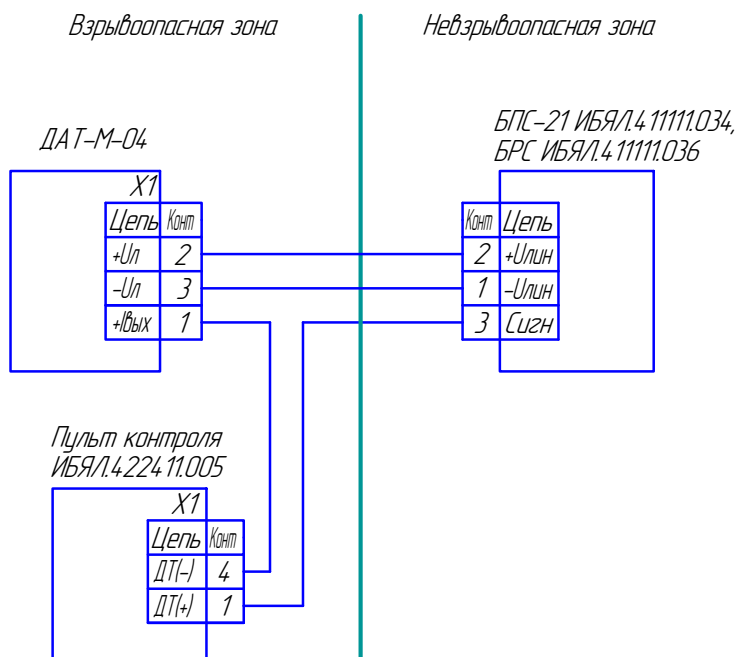 Взрывоопасная зона
Невзрывоопасная зона
ДАТ-М-04
БПС-21 ИБЯЛ.411111.034,
БРС ИБЯЛ.411111.036
X1
Цепь Конт
+Uл 2
-Uл 3
+Iвых 1
Конт Цепь
2 +Uлин
1 -Uлин
3 Сигн
Пульт контроля
ИБЯЛ.422411.005
X1
Цепь Конт
ДТ(-) 4
ДТ(+) 1